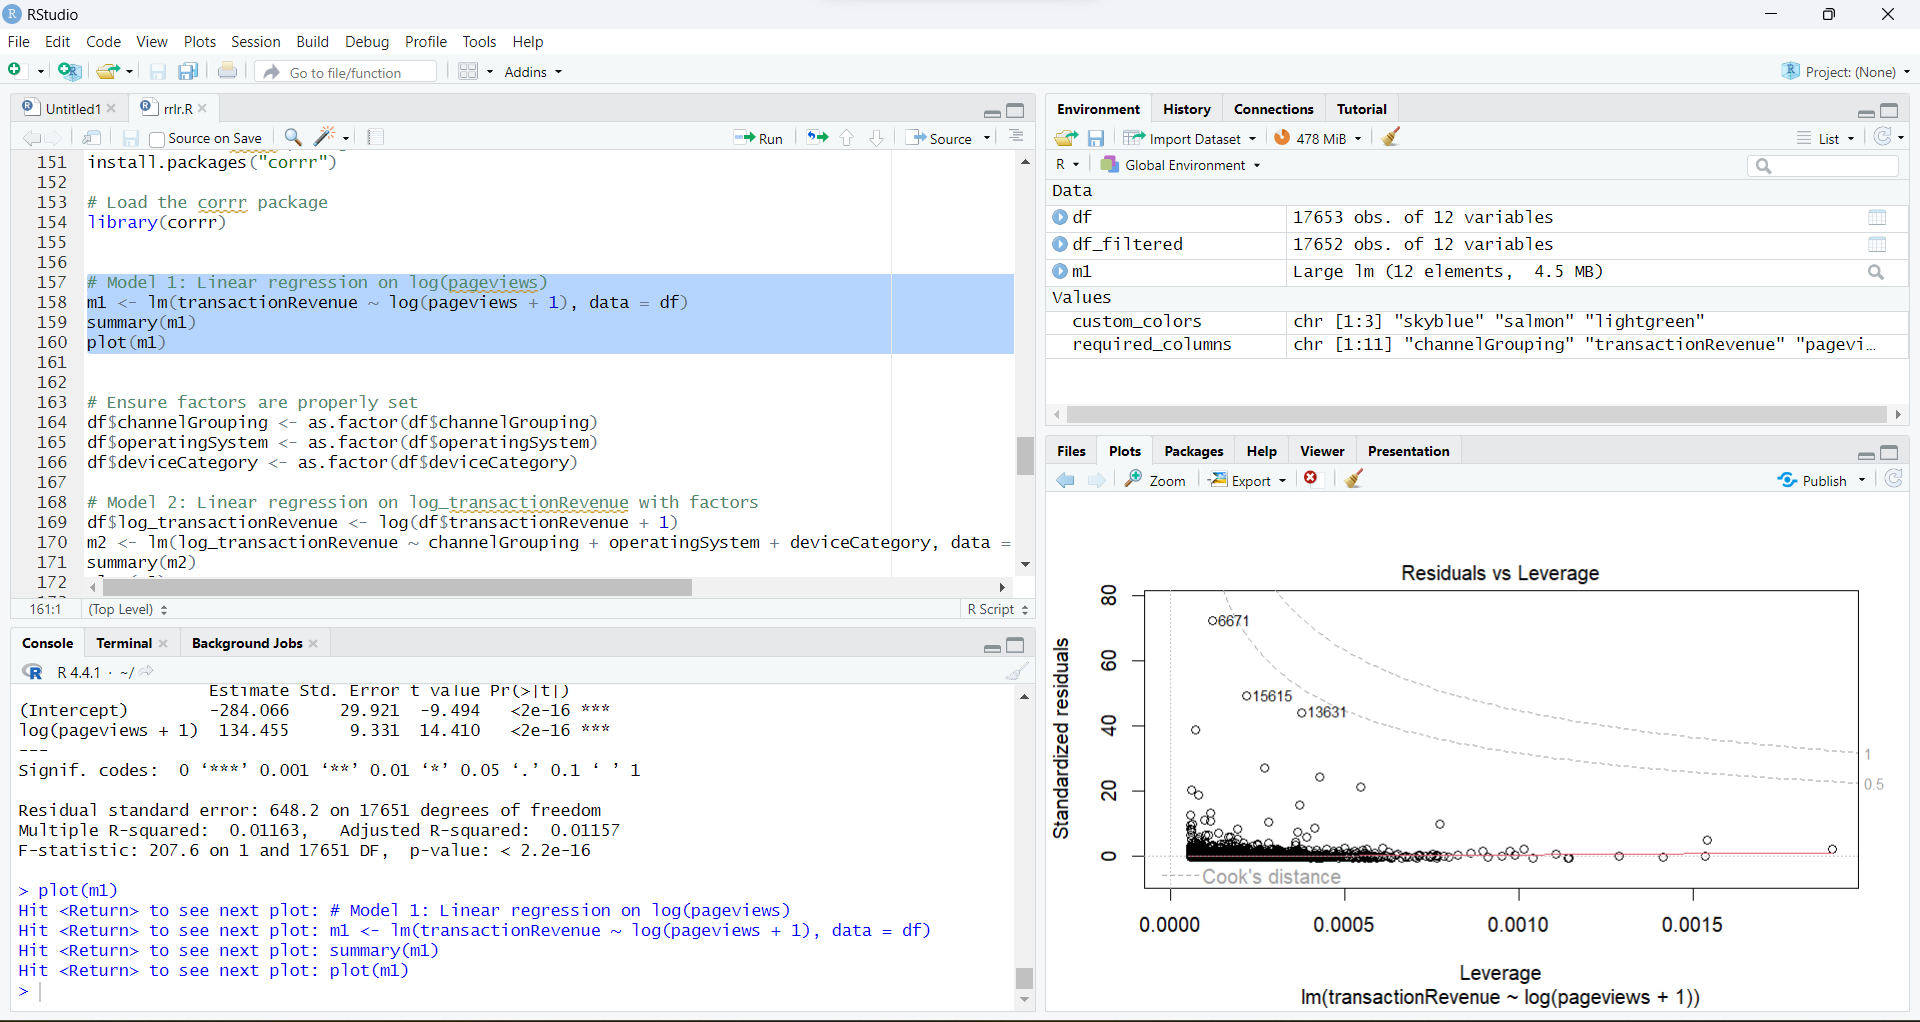 RStudio
File Edit Code View Plots Session Build Debug Profile Tools Help
Go to file/function Addins Project: (None)
Untitled1 rrlr.R
Source on Save Run Source
151 install.packages("corrr")
152
153 # Load the corrr package
154 library(corrr)
155
156
157 # Model 1: Linear regression on log(pageviews)
158 m1 <- lm(transactionRevenue ~ log(pageviews + 1), data = df)
159 summary(m1)
160 plot(m1)
161
162
163 # Ensure factors are properly set
164 df$channelGrouping <- as.factor(df$channelGrouping)
165 df$operatingSystem <- as.factor(df$operatingSystem)
166 df$deviceCategory <- as.factor(df$deviceCategory)
167
168 # Model 2: Linear regression on log_transactionRevenue with factors
169 df$log_transactionRevenue <- log(df$transactionRevenue + 1)
170 m2 <- lm(log_transactionRevenue ~ channelGrouping + operatingSystem + deviceCategory, data =
171 summary(m2)
172
161:1 (Top Level) R Script
Console Terminal Background Jobs
R 4.4.1 · ~/
Estimate Std. Error t value Pr(>|t|)
(Intercept) -284.066 29.921 -9.494 <2e-16 ***
log(pageviews + 1) 134.455 9.331 14.410 <2e-16 ***
---
Signif. codes: 0 ‘***’ 0.001 ‘**’ 0.01 ‘*’ 0.05 ‘.’ 0.1 ‘ ’ 1
Residual standard error: 648.2 on 17651 degrees of freedom
Multiple R-squared: 0.01163, Adjusted R-squared: 0.01157
F-statistic: 207.6 on 1 and 17651 DF, p-value: < 2.2e-16
> plot(m1)
Hit <Return> to see next plot: # Model 1: Linear regression on log(pageviews)
Hit <Return> to see next plot: m1 <- lm(transactionRevenue ~ log(pageviews + 1), data = df)
Hit <Return> to see next plot: summary(m1)
Hit <Return> to see next plot: plot(m1)
>
Environment History Connections Tutorial
Import Dataset 478 MiB List
R Global Environment
Data
df 17653 obs. of 12 variables
df_filtered 17652 obs. of 12 variables
m1 Large lm (12 elements, 4.5 MB)
Values
custom_colors chr [1:3] "skyblue" "salmon" "lightgreen"
required_columns chr [1:11] "channelGrouping" "transactionRevenue" "pagevi…
Files Plots Packages Help Viewer Presentation
Zoom Export Publish
Residuals vs Leverage
Standardized residuals
80
60
40
20
0
6671
15615
13631
1
0.5
Cook's distance
0.0000 0.0005 0.0010 0.0015
Leverage
lm(transactionRevenue ~ log(pageviews + 1))